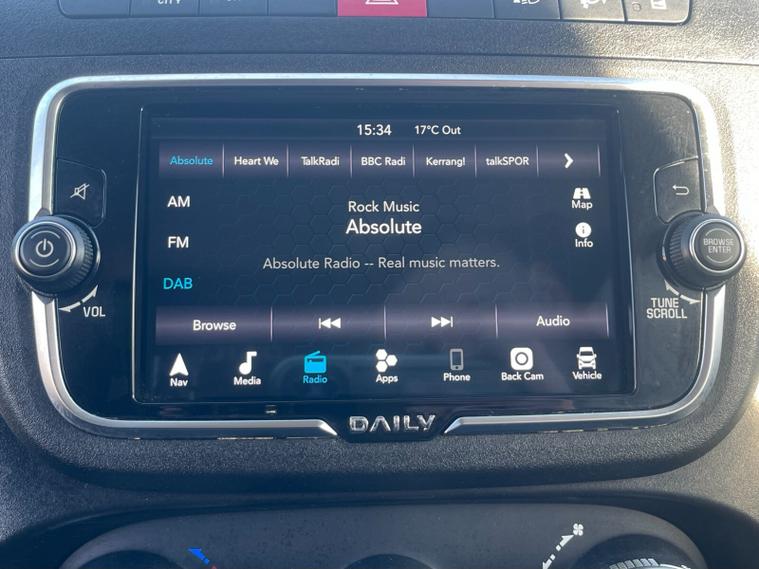 CITY
15:34 17°C Out
Absolute Heart We TalkRadi BBC Radi Kerrang! talkSPOR
AM
Rock Music
Map
Absolute
FM
Info
BROWSE
ENTER
Absolute Radio -- Real music matters.
DAB
VOL
TUNE
SCROLL
Browse
Audio
Nav Media Radio Apps Phone Back Cam Vehicle
DAILY